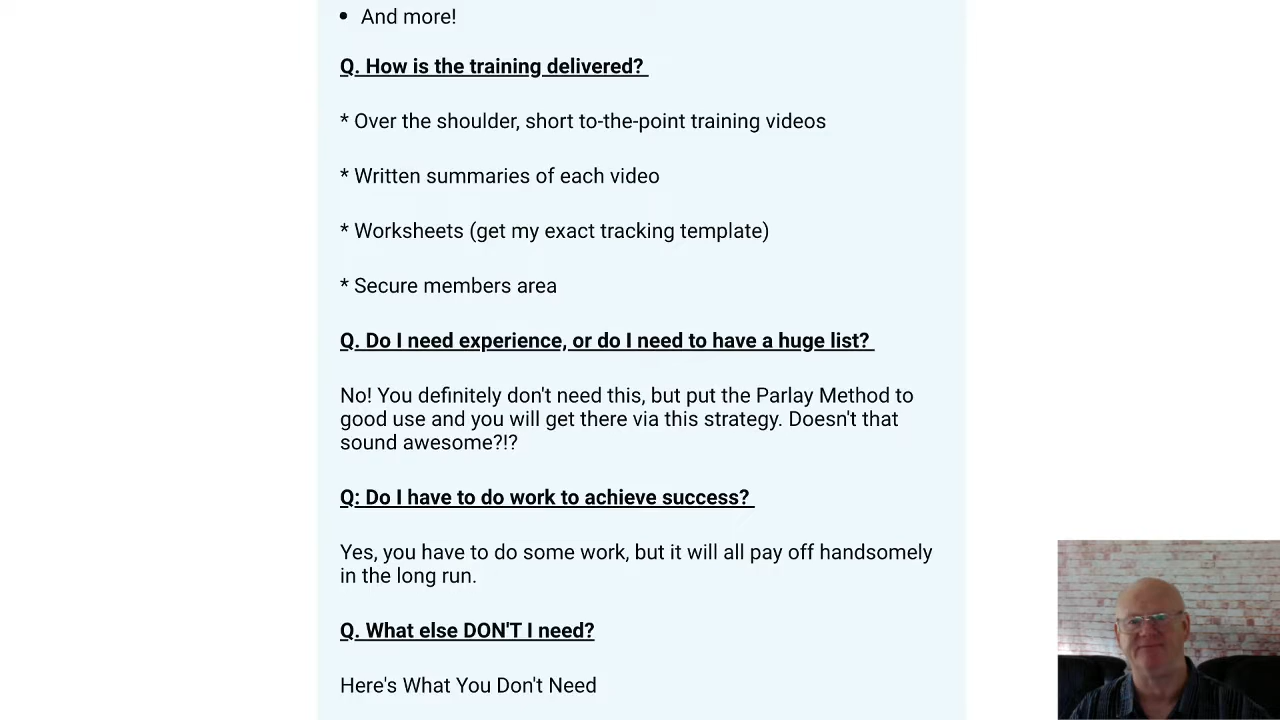 • And more!
Q. How is the training delivered?
* Over the shoulder, short to-the-point training videos
* Written summaries of each video
* Worksheets (get my exact tracking template)
* Secure members area
Q. Do I need experience, or do I need to have a huge list?
No! You definitely don't need this, but put the Parlay Method to
good use and you will get there via this strategy. Doesn't that
sound awesome?!?
Q: Do I have to do work to achieve success?
Yes, you have to do some work, but it will all pay off handsomely
in the long run.
Q. What else DON'T I need?
Here's What You Don't Need